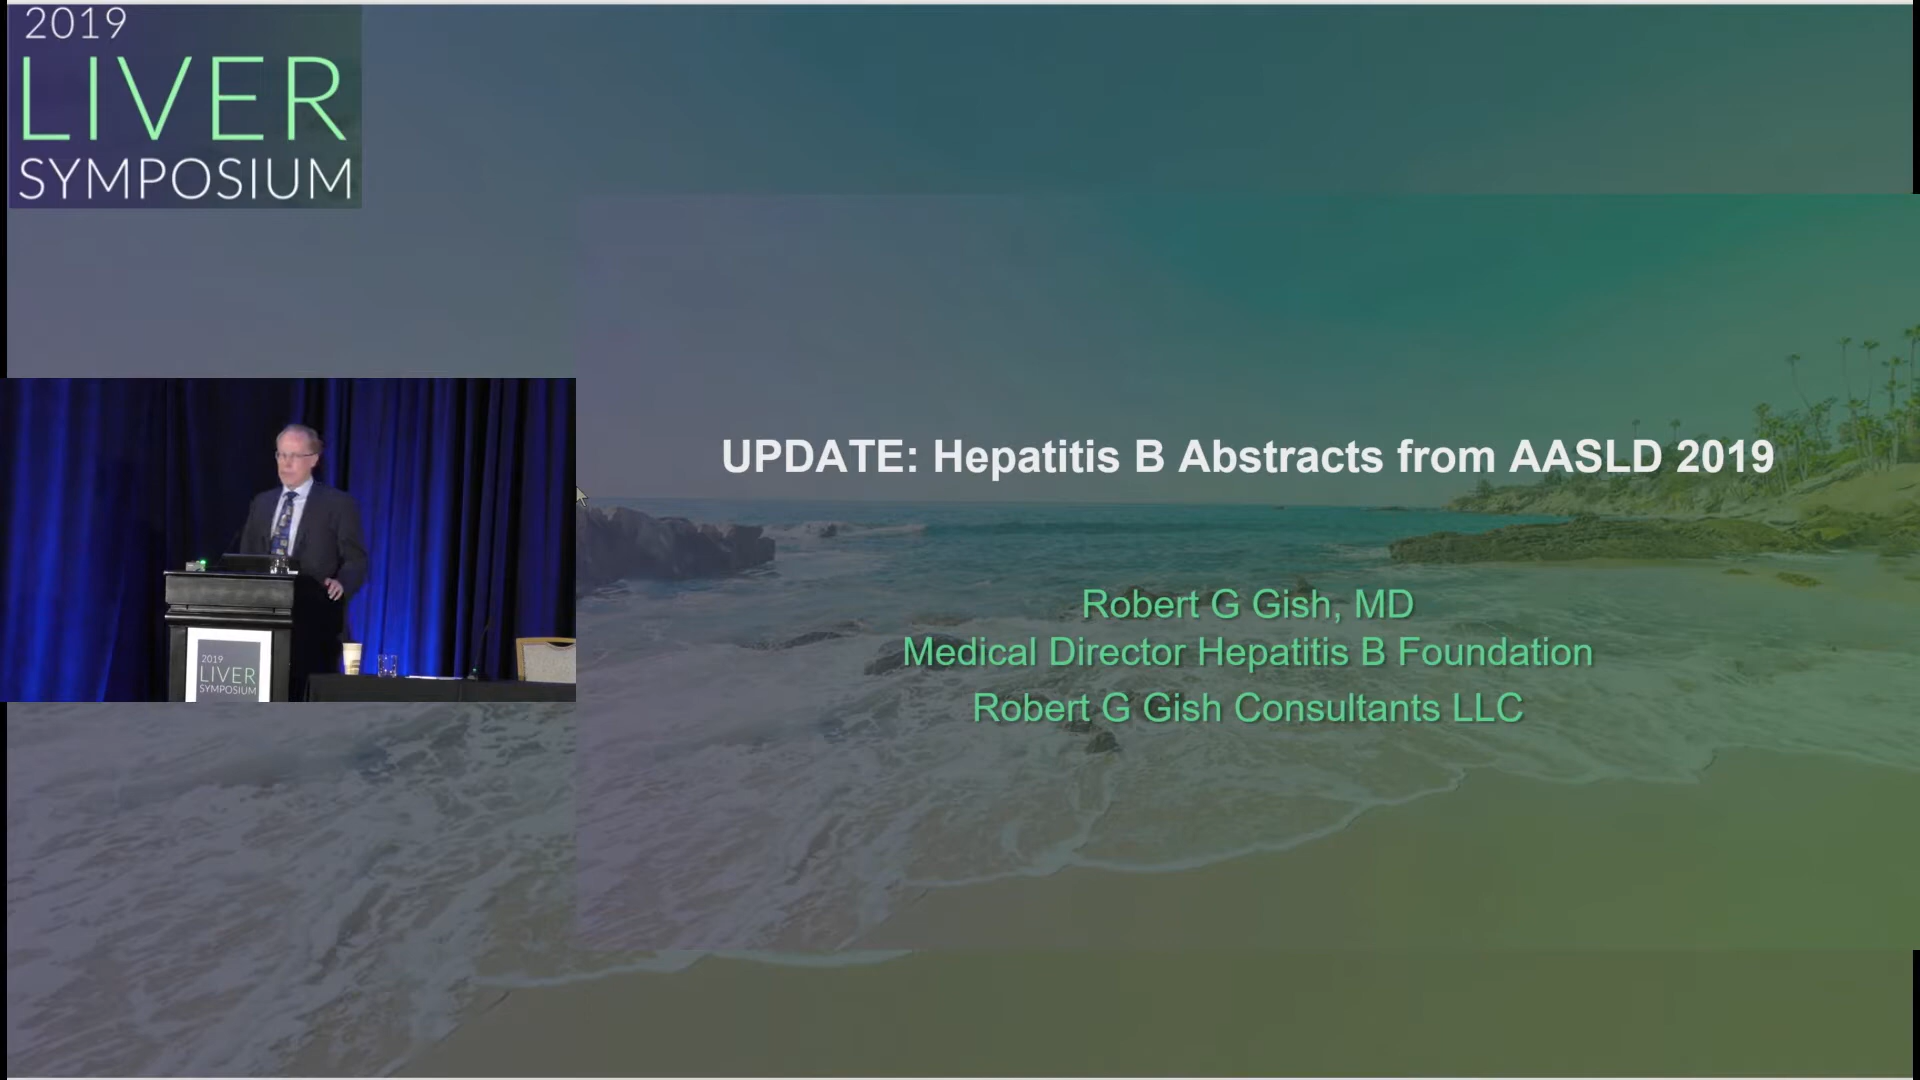 2019
LIVER
SYMPOSIUM
UPDATE: Hepatitis B Abstracts from AASLD 2019
Robert G Gish, MD
Medical Director Hepatitis B Foundation
Robert G Gish Consultants LLC
2019
LIVER
SYMPOSIUM